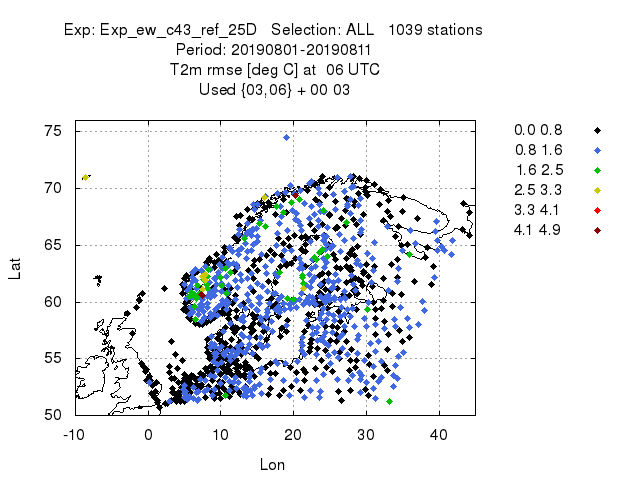 Exp: Exp_ew_c43_ref_25D Selection: ALL 1039 stations
Period: 20190801-20190811
T2m rmse [deg C] at 06 UTC
Used {03,06} + 00 03
75
70
65
60
55
50
Lat
-10 0 10 20 30 40
Lon
0.0 0.8
0.8 1.6
1.6 2.5
2.5 3.3
3.3 4.1
4.1 4.9